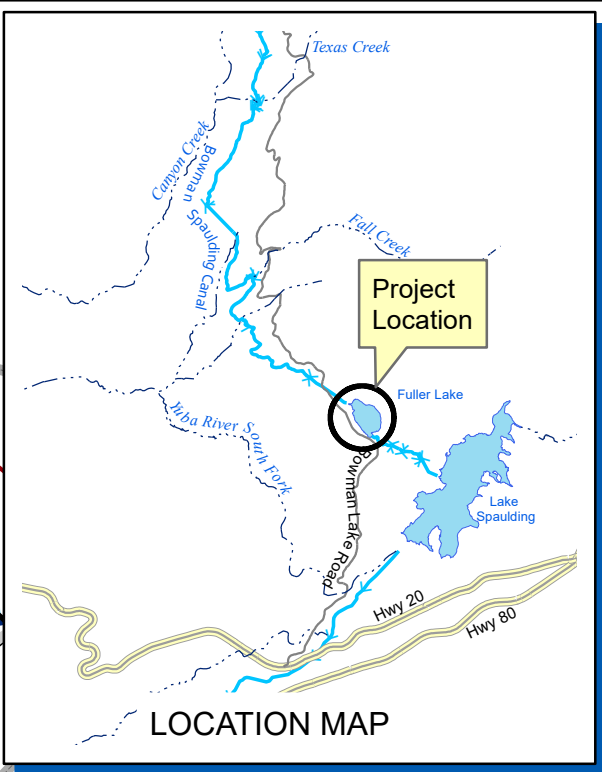 Texas Creek
Canyon Creek
Bowman
Spaulding Canal
Fall Creek
Project
Location
Fuller Lake
Yuba River South Fork
Bowman Lake Road
Lake
Spaulding
Hwy 20
Hwy 80
LOCATION MAP